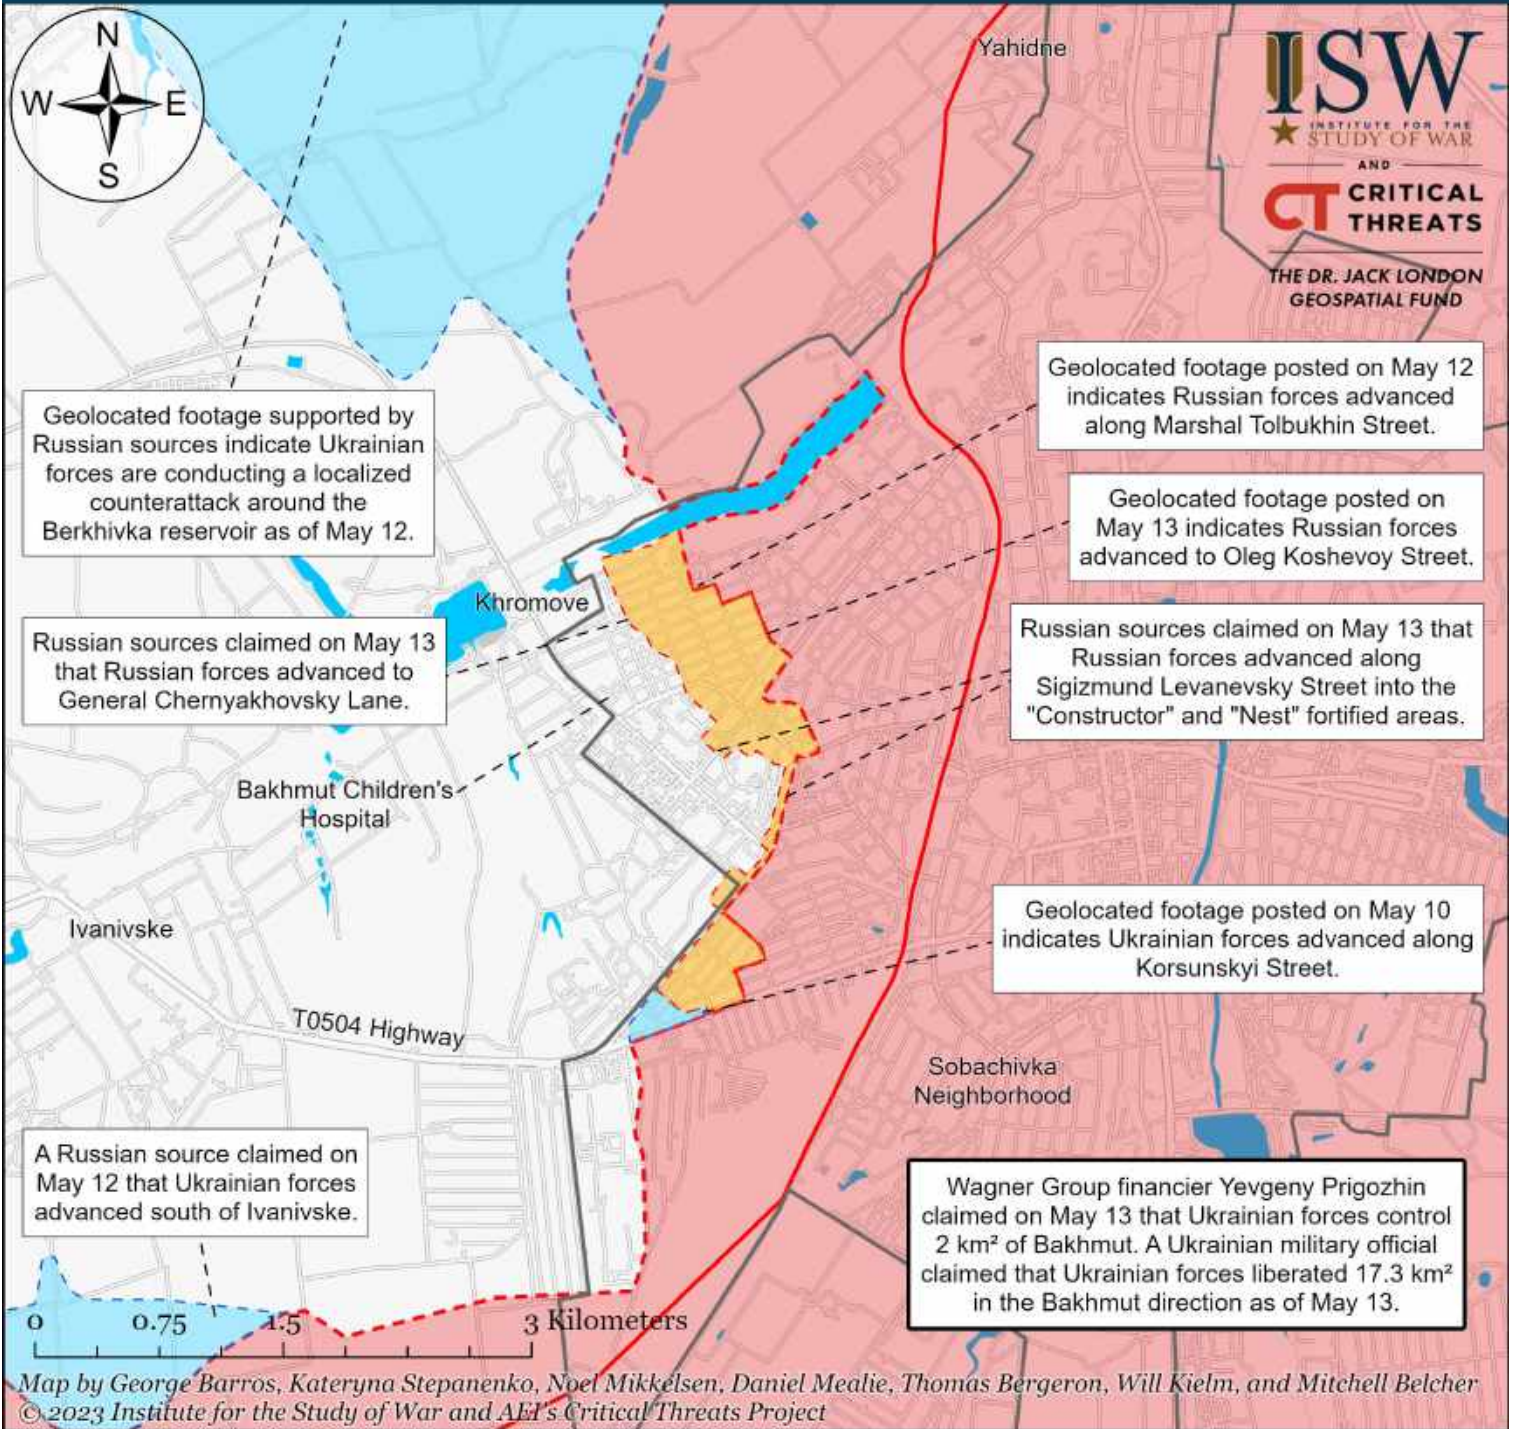 N
W
E
S
Yahidne
ISW
INSTITUTE FOR THE
STUDY OF WAR
AND
CT CRITICAL
THREATS
THE DR. JACK LONDON
GEOSPATIAL FUND
Geolocated footage posted on May 12
indicates Russian forces advanced
along Marshal Tolbukhin Street.
Geolocated footage supported by
Russian sources indicate Ukrainian
forces are conducting a localized
counterattack around the
Berkhivka reservoir as of May 12.
Geolocated footage posted on
May 13 indicates Russian forces
advanced to Oleg Koshevoy Street.
Khromove
Russian sources claimed on May 13
that Russian forces advanced to
General Chernyakhovsky Lane.
Russian sources claimed on May 13 that
Russian forces advanced along
Sigizmund Levanevsky Street into the
"Constructor" and "Nest" fortified areas.
Bakhmut Children's
Hospital
Ivanivske
Geolocated footage posted on May 10
indicates Ukrainian forces advanced along
Korsunskyi Street.
T0504 Highway
Sobachivka
Neighborhood
A Russian source claimed on
May 12 that Ukrainian forces
advanced south of Ivanivske.
Wagner Group financier Yevgeny Prigozhin
claimed on May 13 that Ukrainian forces control
2 km² of Bakhmut. A Ukrainian military official
claimed that Ukrainian forces liberated 17.3 km²
in the Bakhmut direction as of May 13.
0 0.75 1.5 3 Kilometers
Map by George Barros, Kateryna Stepanenko, Noel Mikkelsen, Daniel Mealie, Thomas Bergeron, Will Kielm, and Mitchell Belcher
© 2023 Institute for the Study of War and AEI's Critical Threats Project